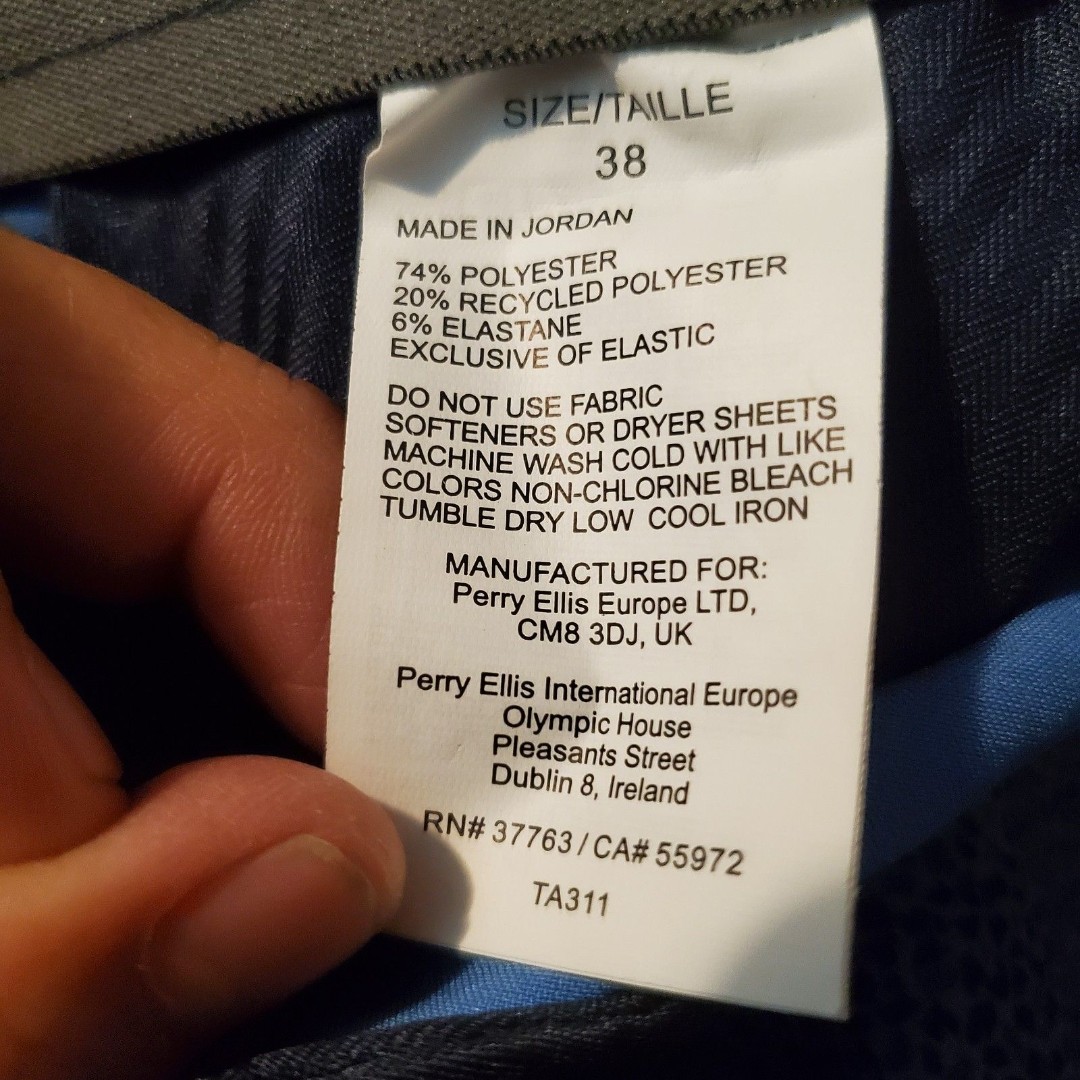 SIZE/TAILLE
38
MADE IN JORDAN
74% POLYESTER
20% RECYCLED POLYESTER
6% ELASTANE
EXCLUSIVE OF ELASTIC
DO NOT USE FABRIC
SOFTENERS OR DRYER SHEETS
MACHINE WASH COLD WITH LIKE
COLORS NON-CHLORINE BLEACH
TUMBLE DRY LOW COOL IRON
MANUFACTURED FOR:
Perry Ellis Europe LTD,
CM8 3DJ, UK
Perry Ellis International Europe
Olympic House
Pleasants Street
Dublin 8, Ireland
RN# 37763 / CA# 55972
TA311